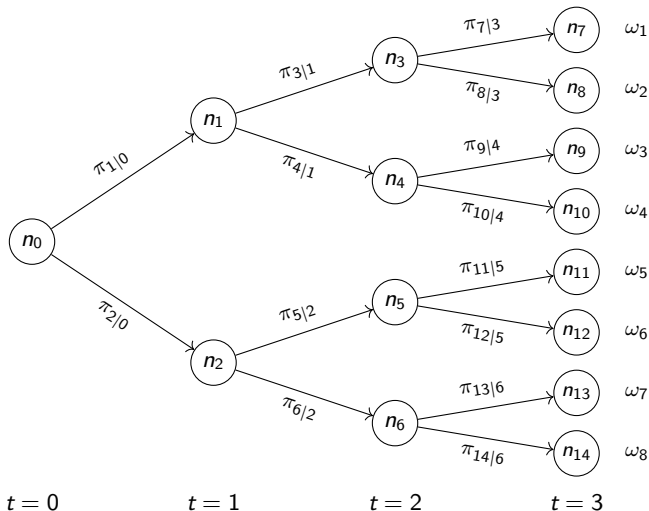 π7|3 n7 ω1
n3
π3|1 π8|3 n8 ω2
n1
π9|4 n9 ω3
π1|0 π4|1 n4
π10|4 n10 ω4
n0
π11|5 n11 ω5
π2|0 π5|2 n5
π12|5 n12 ω6
n2
π13|6 n13 ω7
π6|2 n6
π14|6 n14 ω8
t = 0 t = 1 t = 2 t = 3